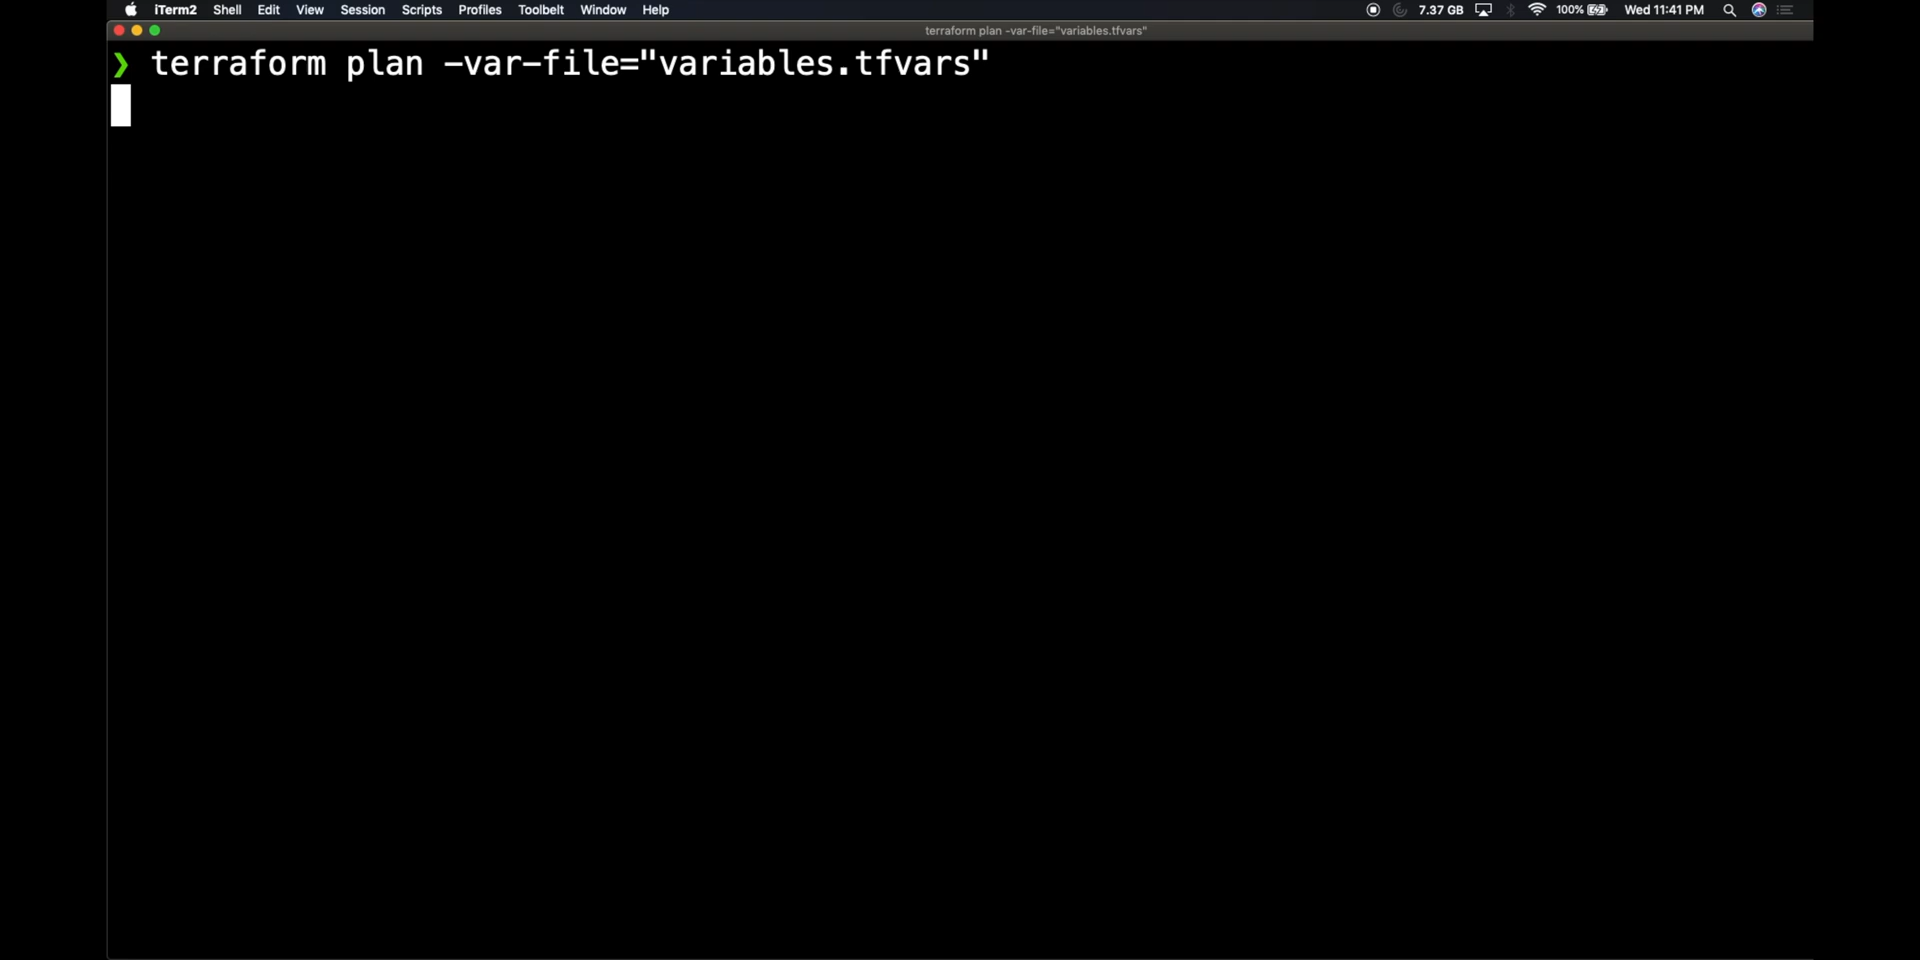 iTerm2 Shell Edit View Session Scripts Profiles Toolbelt Window Help 7.37 GB 100% Wed 11:41 PM
terraform plan -var-file="variables.tfvars"
❯ terraform plan -var-file="variables.tfvars"